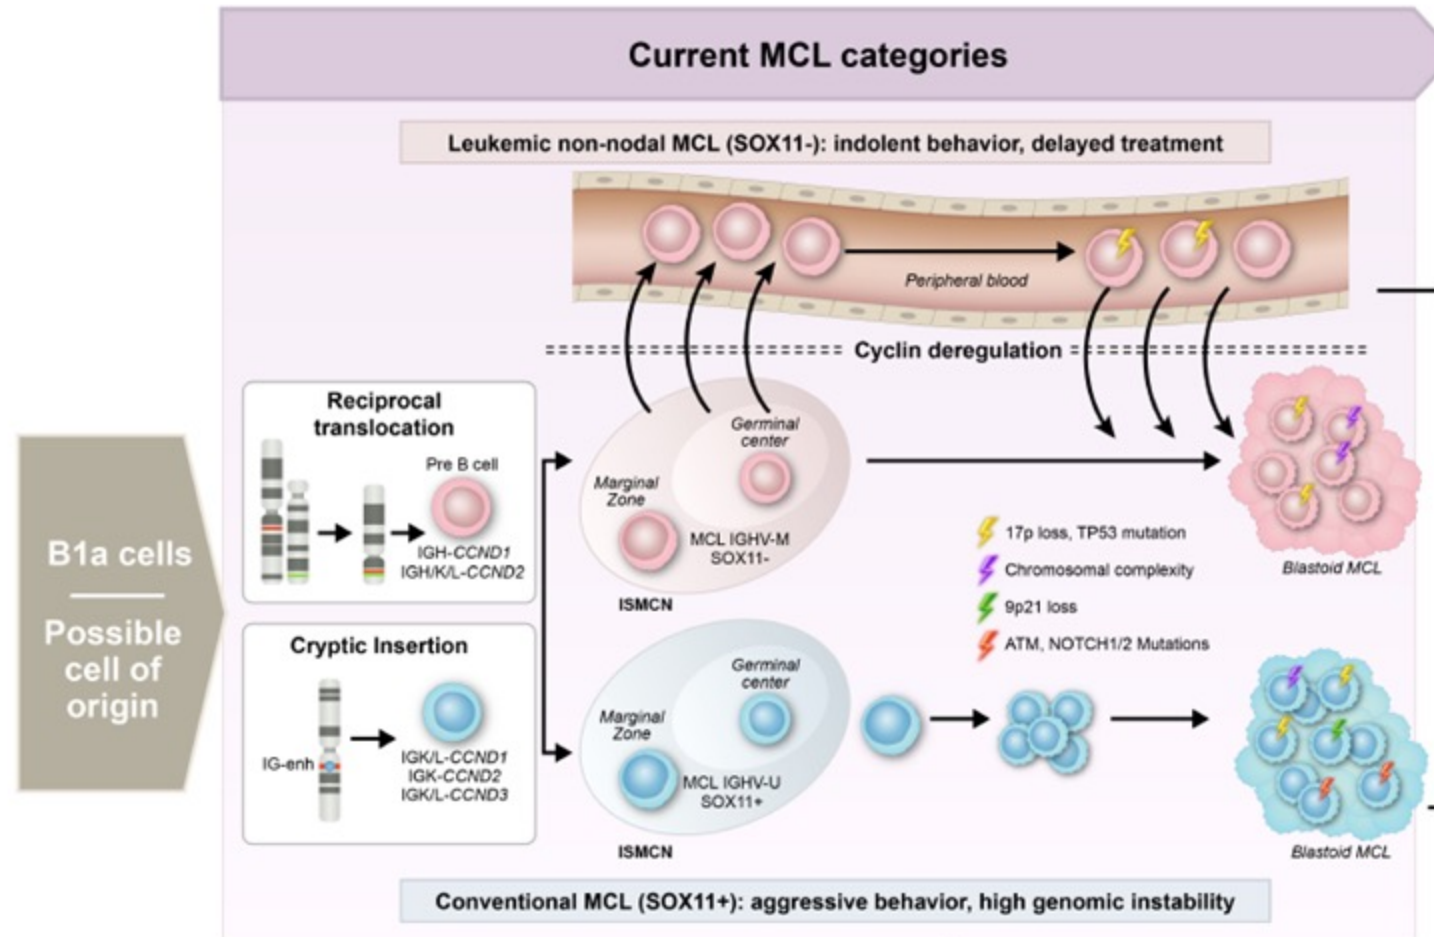 Current MCL categories
Leukemic non-nodal MCL (SOX11-): indolent behavior, delayed treatment
Peripheral blood
Cyclin deregulation
B1a cells
Possible
cell of
origin
Reciprocal
translocation
Pre B cell
IGH-CCND1
IGH/K/L-CCND2
Germinal
center
Marginal
Zone
MCL IGHV-M
SOX11-
ISMCN
17p loss, TP53 mutation
Chromosomal complexity
9p21 loss
ATM, NOTCH1/2 Mutations
Blastoid MCL
Cryptic Insertion
IG-enh
IGK/L-CCND1
IGK-CCND2
IGK/L-CCND3
Germinal
center
Marginal
Zone
MCL IGHV-U
SOX11+
ISMCN
Blastoid MCL
Conventional MCL (SOX11+): aggressive behavior, high genomic instability